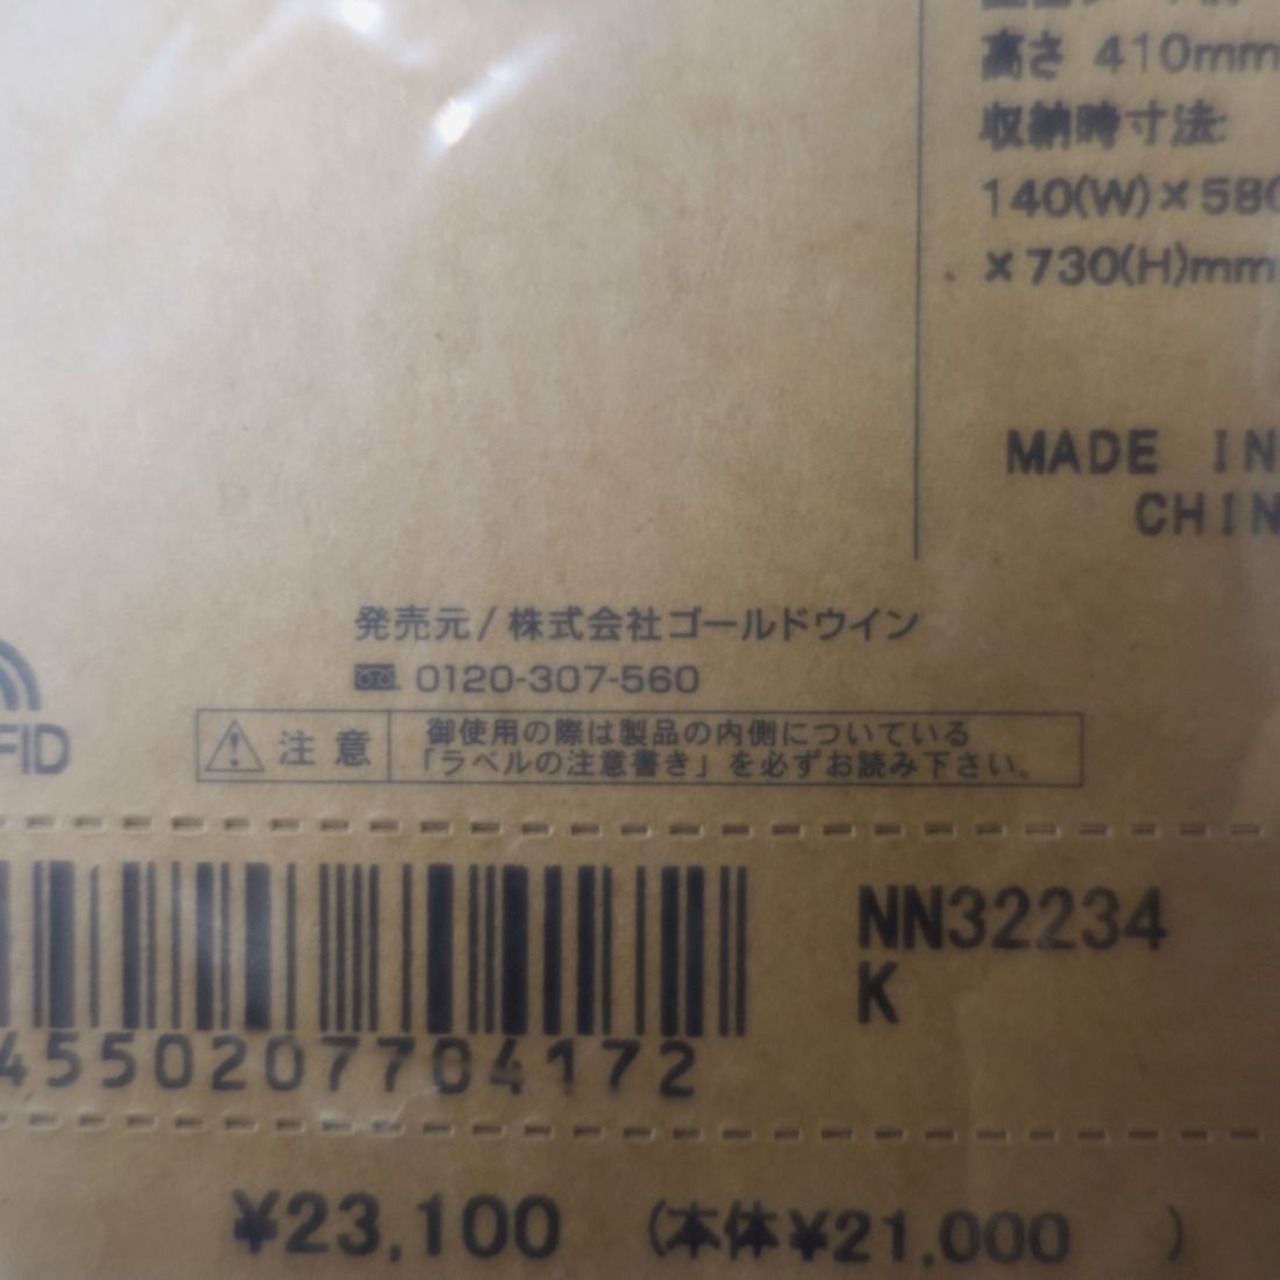 高さ 410mm
収納時寸法:
140(W)×580
×730(H)mm
MADE IN
CHIN
発売元/株式会社ゴールドウイン
0120-307-560
FID
注意
御使用の際は製品の内側についている
「ラベルの注意書き」を必ずお読み下さい。
NN32234
K
4550207704172
¥23,100 (本体¥21,000 )